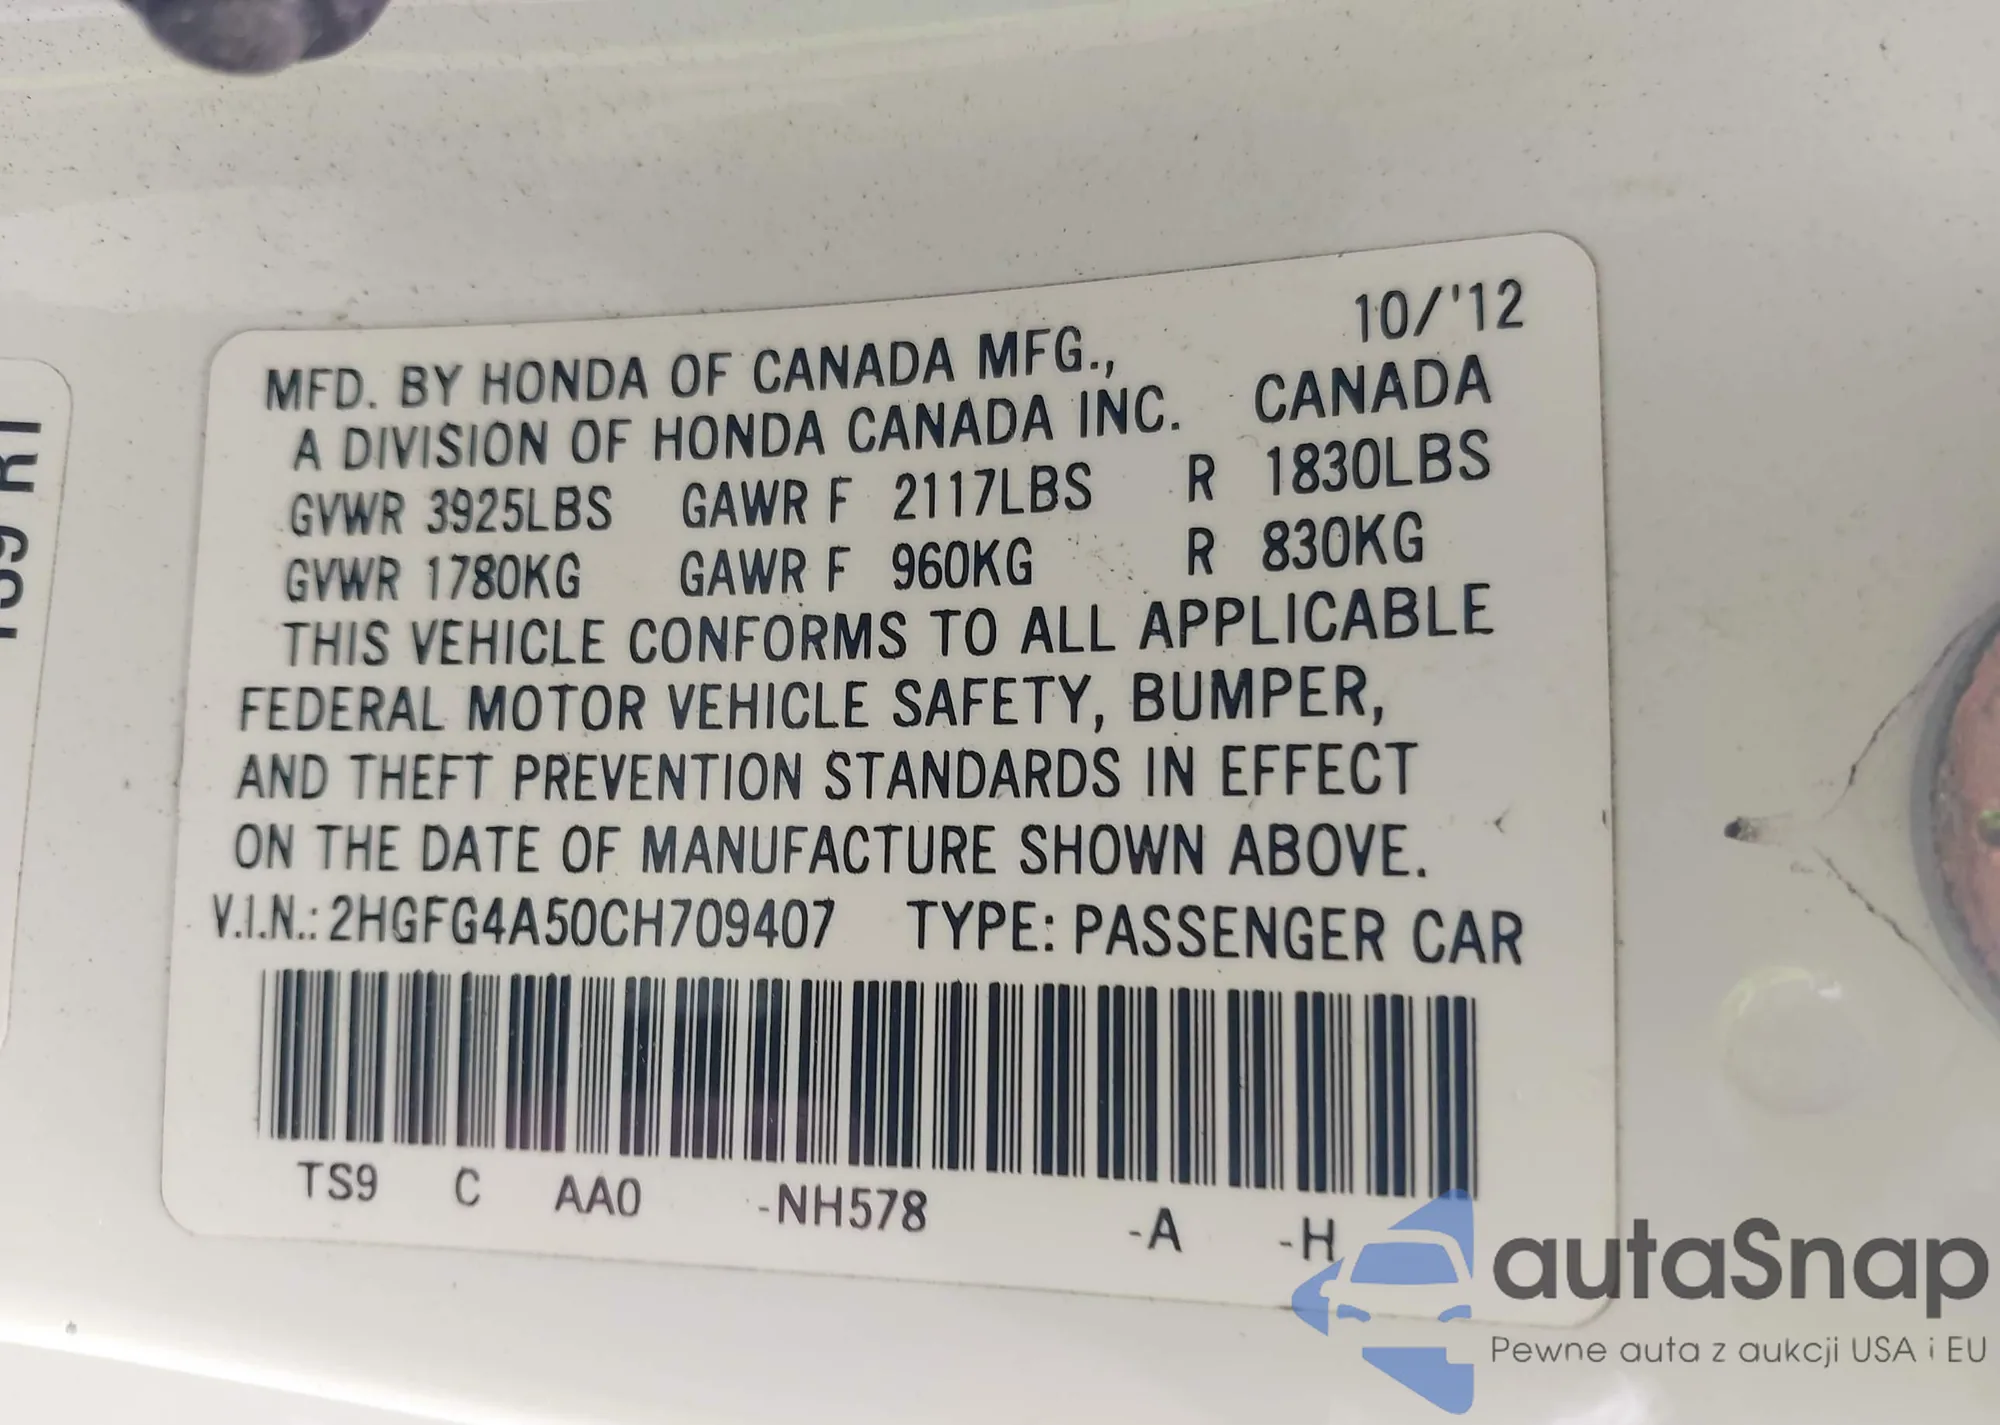 10/'12
MFD. BY HONDA OF CANADA MFG.,
A DIVISION OF HONDA CANADA INC. CANADA
GVWR 3925LBS GAWR F 2117LBS R 1830LBS
GVWR 1780KG GAWR F 960KG R 830KG
THIS VEHICLE CONFORMS TO ALL APPLICABLE
FEDERAL MOTOR VEHICLE SAFETY, BUMPER,
AND THEFT PREVENTION STANDARDS IN EFFECT
ON THE DATE OF MANUFACTURE SHOWN ABOVE.
V.I.N.: 2HGFG4A50CH709407 TYPE: PASSENGER CAR
TS9 C AA0 -NH578 -A -H
autaSnap
Pewne auta z aukcji USA i EU